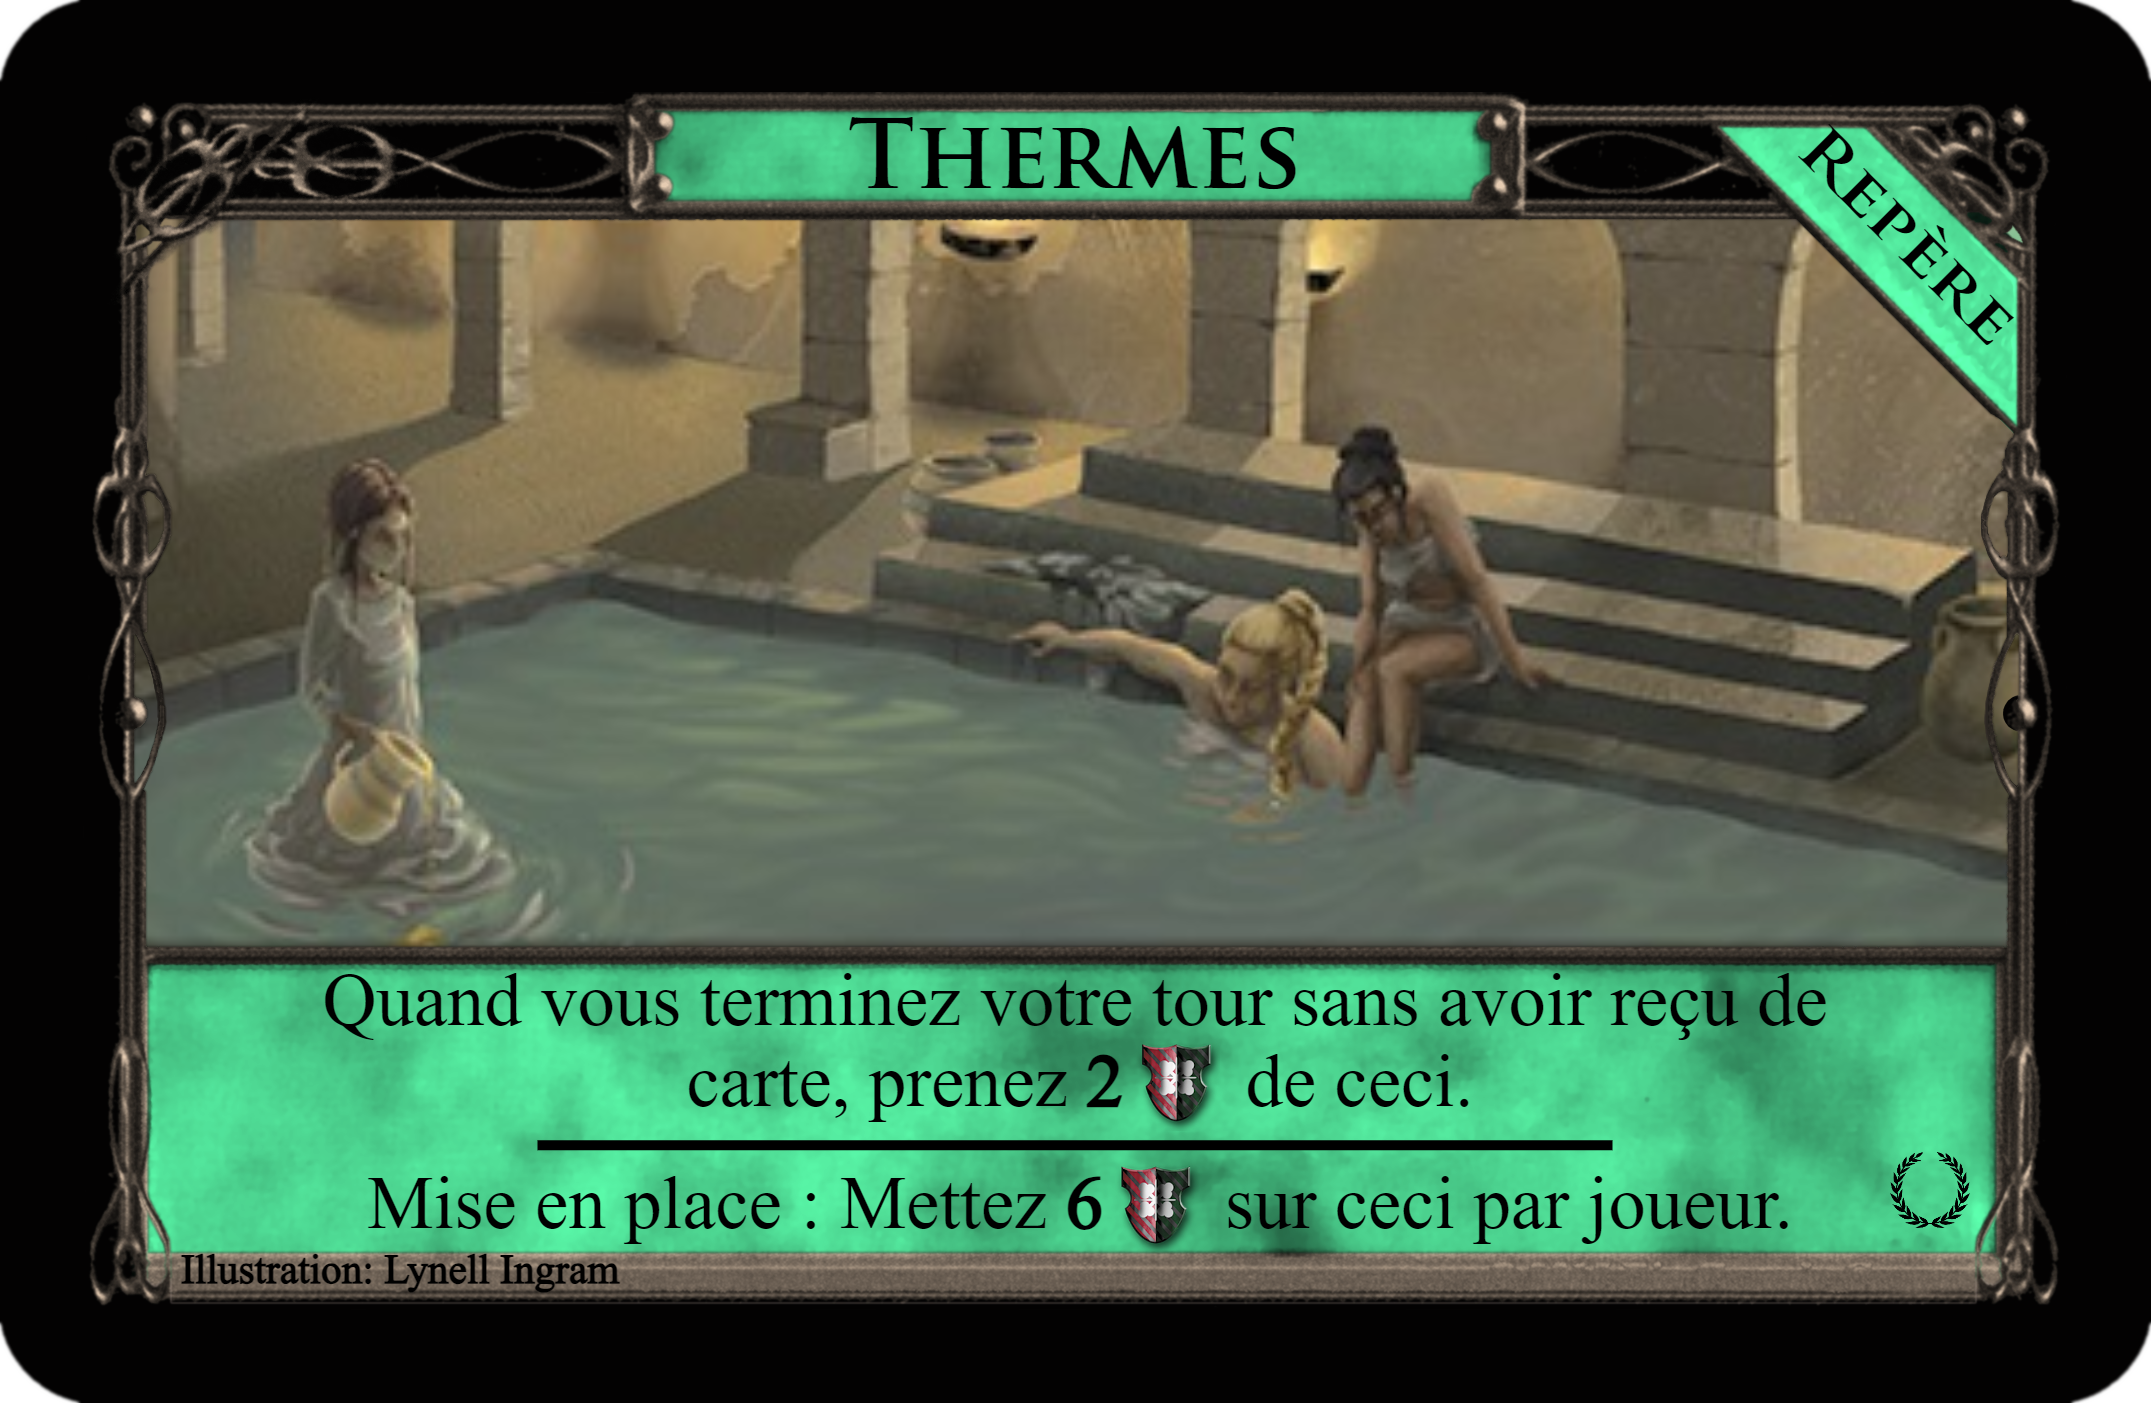 THERMES
REPÈRE
Quand vous terminez votre tour sans avoir reçu de
carte, prenez 2 de ceci.
Mise en place : Mettez 6 sur ceci par joueur.
Illustration: Lynell Ingram